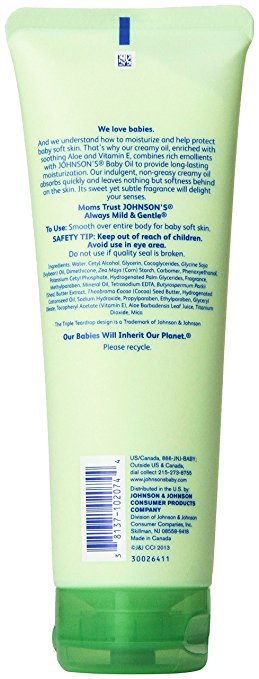 We love babies.
And we understand how to moisturize and help protect
baby soft skin. That's why our creamy oil, enriched with
soothing Aloe and Vitamin E, combines rich emollients
with JOHNSON'S® Baby Oil to provide long-lasting
moisturization. Our indulgent, non-greasy creamy oil
absorbs quickly and leaves nothing but softness behind
on the skin. Its sweet yet subtle fragrance will delight
your senses.
Moms Trust JOHNSON'S®
Always Mild & Gentle®
To Use: Smooth over entire body for baby soft skin.
SAFETY TIP: Keep out of reach of children.
Avoid use in eye area.
Do not use if quality seal is broken.
Ingredients: Water, Cetyl Alcohol, Glycerin, Cocoglycerides, Glycine Soja
(Soybean) Oil, Dimethicone, Zea Mays (Corn) Starch, Carbomer, Phenoxyethanol,
Potassium Cetyl Phosphate, Hydrogenated Palm Glycerides, Fragrance,
Methylparaben, Mineral Oil, Tetrasodium EDTA, Butyrospermum Parkii
(Shea) Butter Extract, Theobroma Cacao (Cocoa) Seed Butter, Hydrogenated
Cottonseed Oil, Sodium Hydroxide, Propylparaben, Ethylparaben, Glyceryl
Oleate, Tocopheryl Acetate (Vitamin E), Aloe Barbadensis Leaf Juice, Titanium
Dioxide, Mica
The Triple Teardrop design is a Trademark of Johnson & Johnson
Our Babies Will Inherit Our Planet.®
Please recycle.
US/Canada, 866-JNJ-BABY;
Outside US & Canada,
dial collect 215-273-8755
www.johnsonsbaby.com
Distributed in the U.S. by
JOHNSON & JOHNSON
CONSUMER PRODUCTS
COMPANY
Division of Johnson & Johnson
Consumer Companies, Inc.
Skillman, NJ 08558-9418
Made in Canada
©J&J CCI 2013
30026411
3 8137-102074 4